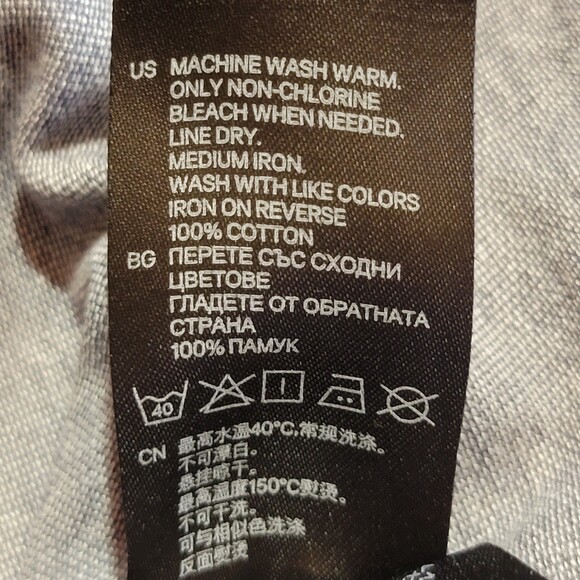 US MACHINE WASH WARM.
ONLY NON-CHLORINE
BLEACH WHEN NEEDED.
LINE DRY.
MEDIUM IRON.
WASH WITH LIKE COLORS
IRON ON REVERSE
100% COTTON
BG ПЕРЕТЕ СЪС СХОДНИ
ЦВЕТОВЕ
ГЛАДЕТЕ ОТ ОБРАТНАТА
СТРАНА
100% ПАМУК
40
CN 最高水温40°C,常规洗涤。
不可漂白。
悬挂晾干。
最高温度150°C熨烫。
不可干洗。
可与相似色洗涤
反面熨烫